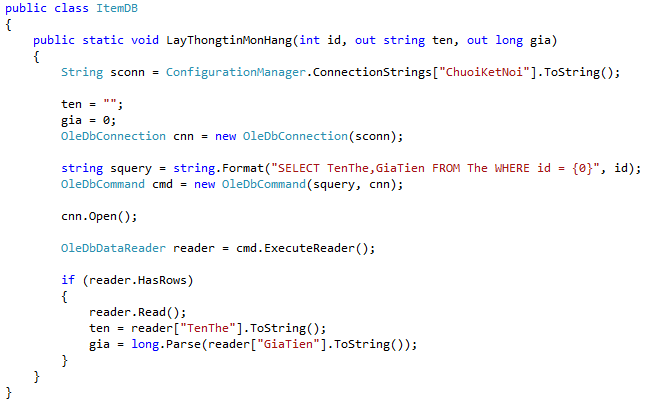 public class ItemDB
{
    public static void LayThongtinMonHang(int id, out string ten, out long gia)
    {
        String sconn = ConfigurationManager.ConnectionStrings["ChuoiKetNoi"].ToString();

        ten = "";
        gia = 0;
        OleDbConnection cnn = new OleDbConnection(sconn);

        string squery = string.Format("SELECT TenThe,GiaTien FROM The WHERE id = {0}", id);
        OleDbCommand cmd = new OleDbCommand(squery, cnn);

        cnn.Open();

        OleDbDataReader reader = cmd.ExecuteReader();

        if (reader.HasRows)
        {
            reader.Read();
            ten = reader["TenThe"].ToString();
            gia = long.Parse(reader["GiaTien"].ToString());
        }
    }
}